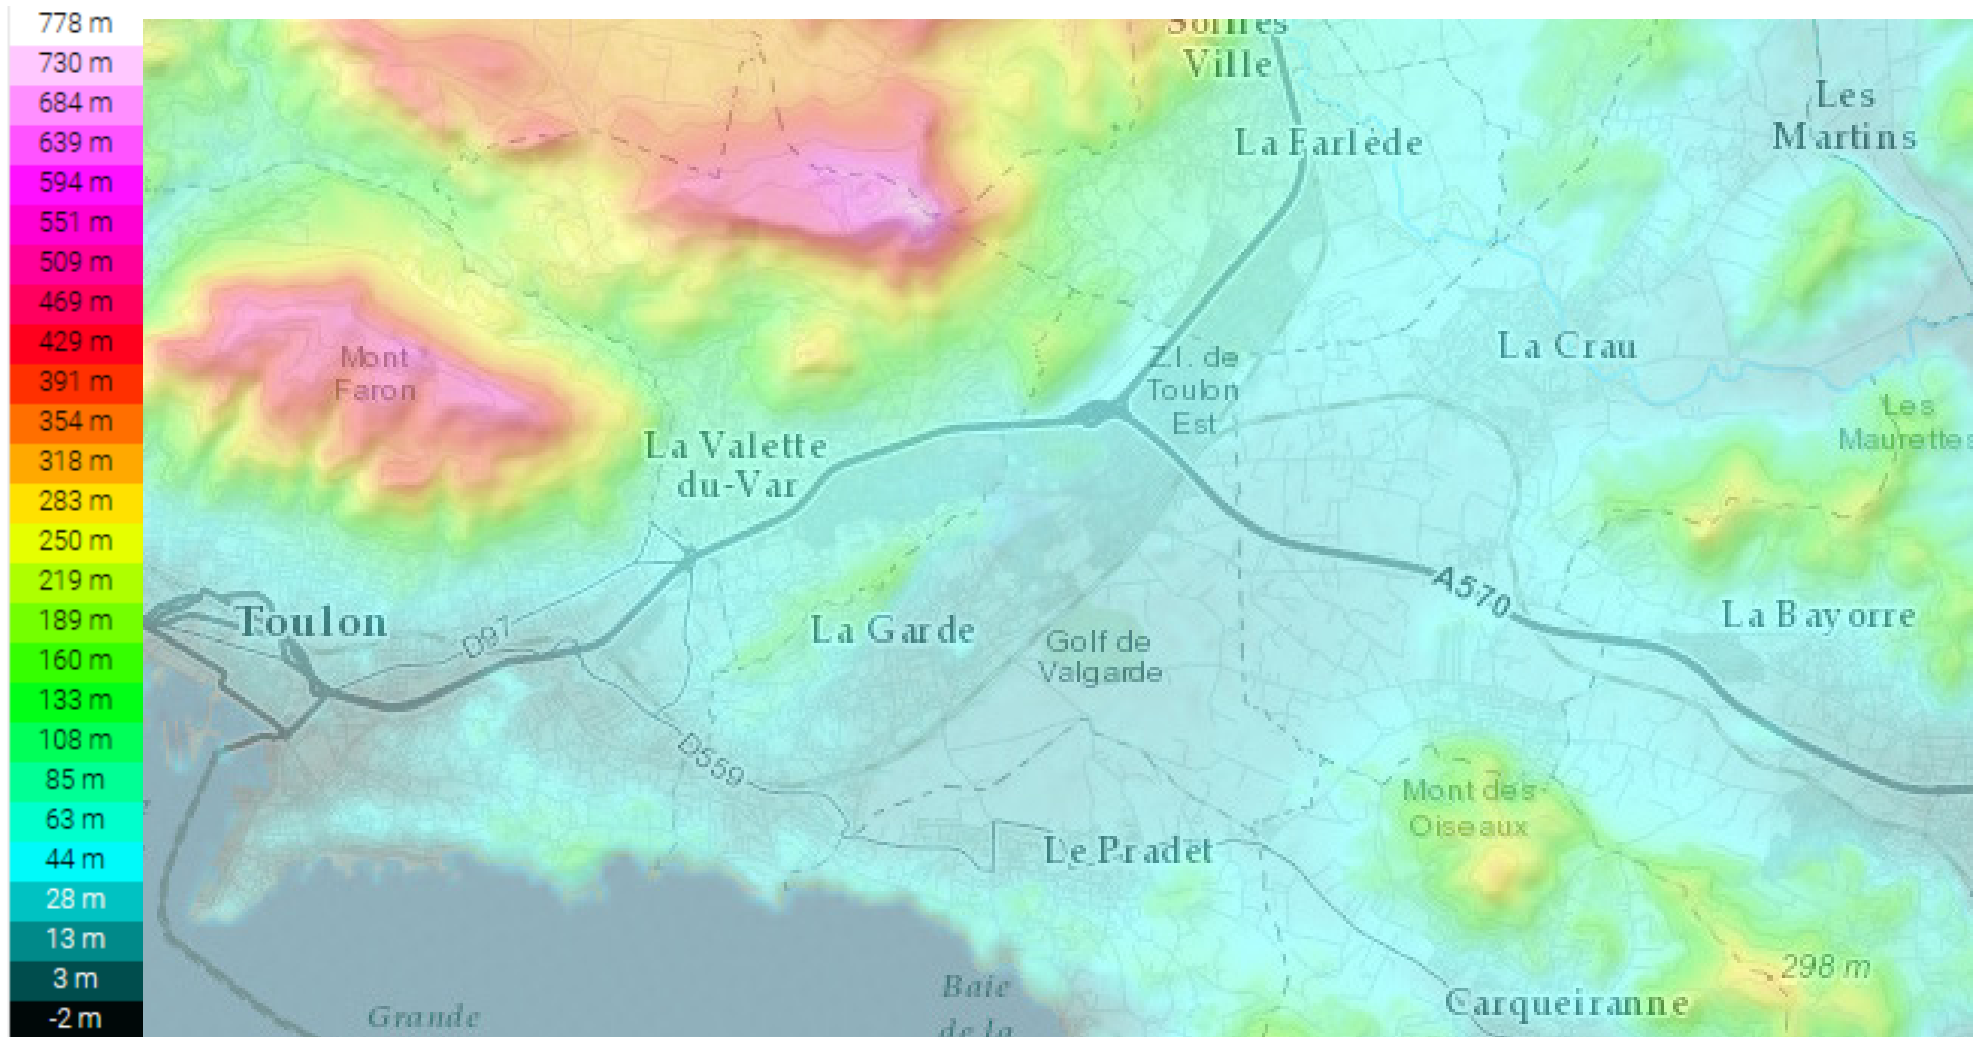 778 m
730 m
684 m
639 m
594 m
551 m
509 m
469 m
429 m
391 m
354 m
318 m
283 m
250 m
219 m
189 m
160 m
133 m
108 m
85 m
63 m
44 m
28 m
13 m
3 m
-2 m
Ville
Les
Martins
La Farlède
La Crau
Mont
Faron
Z.I. de
Toulon
Est
Les
Maurettes
La Valette
du-Var
A570
La Bayorre
Toulon
D97
La Garde
Golf de
Valgarde
D559
Mont des
Oiseaux
Le Pradet
298 m
Carqueiranne
Baie
de la
Grande